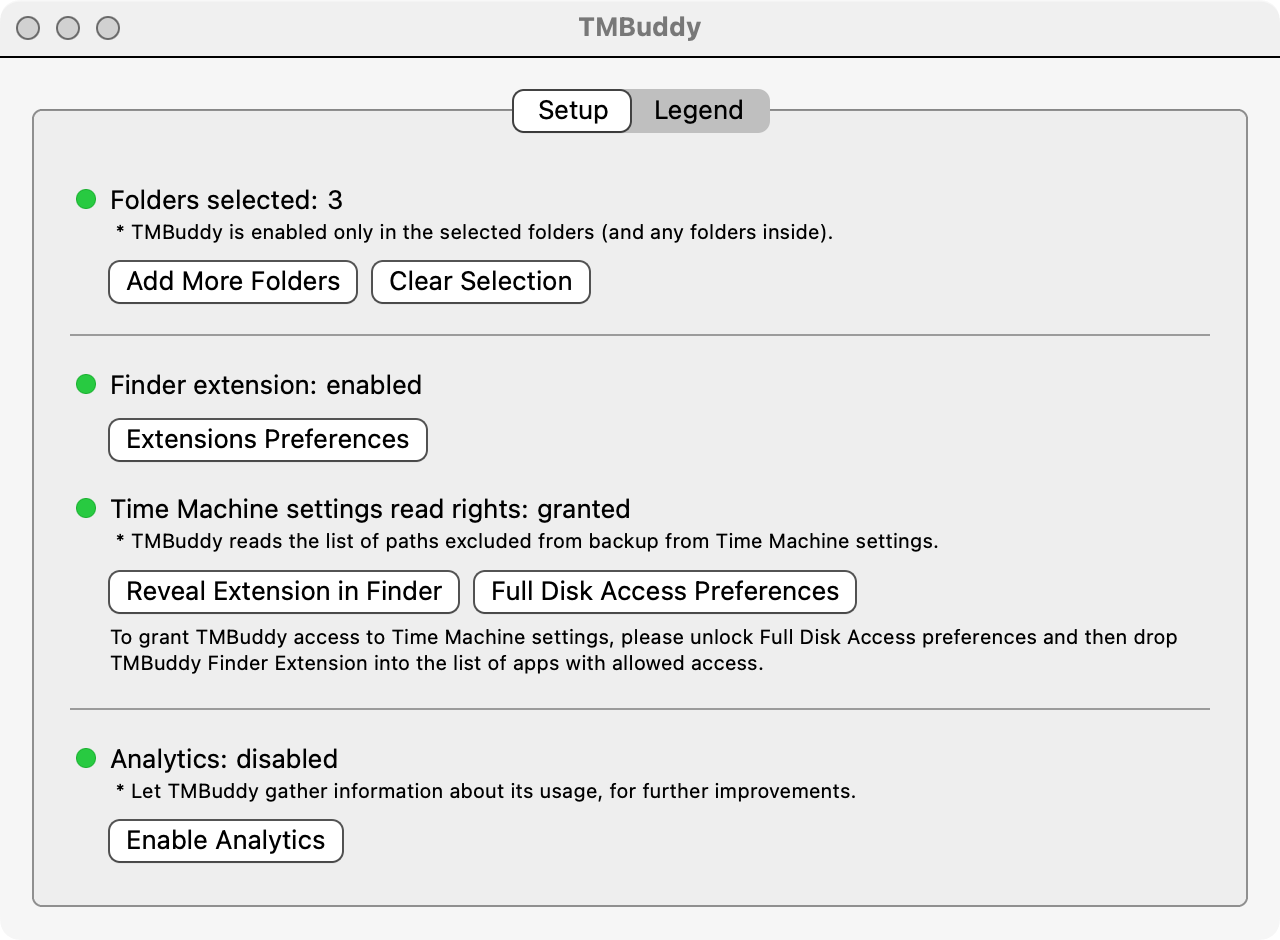 TMBuddy
Setup Legend
Folders selected: 3
* TMBuddy is enabled only in the selected folders (and any folders inside).
Add More Folders Clear Selection
Finder extension: enabled
Extensions Preferences
Time Machine settings read rights: granted
* TMBuddy reads the list of paths excluded from backup from Time Machine settings.
Reveal Extension in Finder Full Disk Access Preferences
To grant TMBuddy access to Time Machine settings, please unlock Full Disk Access preferences and then drop
TMBuddy Finder Extension into the list of apps with allowed access.
Analytics: disabled
* Let TMBuddy gather information about its usage, for further improvements.
Enable Analytics